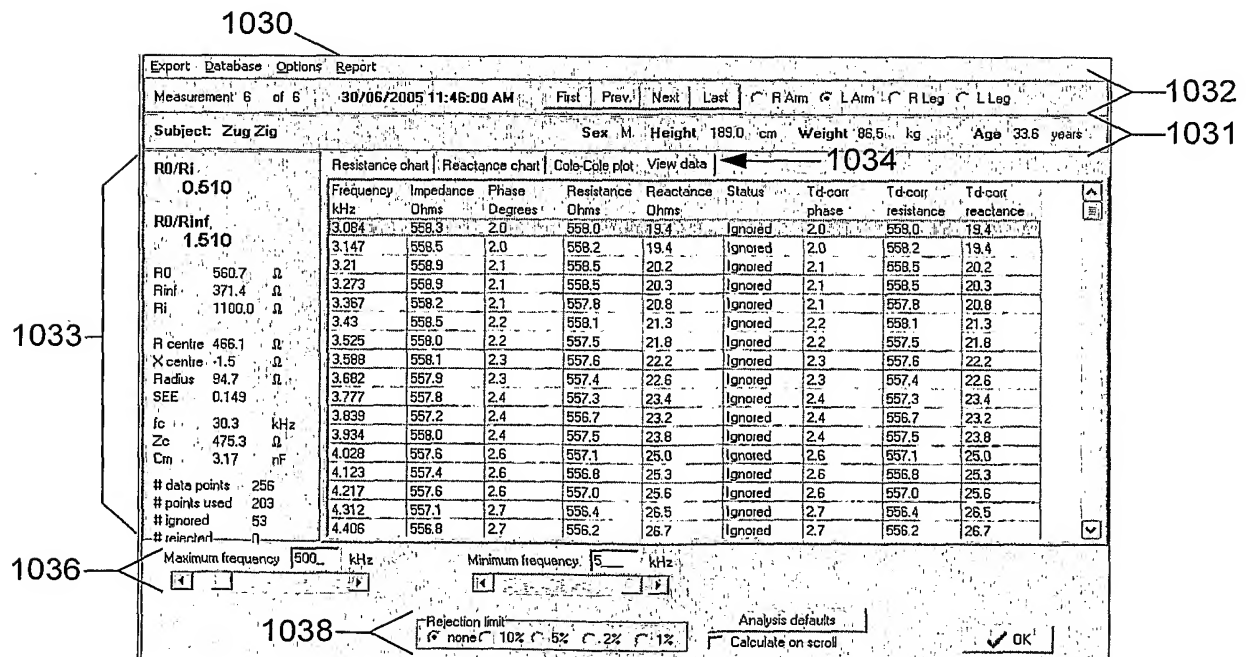 1030
Export Database Options Report
Measurement 6 of 6 30/06/2005 11:46:00 AM First Prev. Next Last R Arm L Arm R Leg L Leg
1032
Subject: Zug Zig Sex M Height 189.0 cm Weight 86.5 kg Age 33.6 years
1031
1033
R0/Ri
0.510
R0/Rinf
1.510
R0 560.7 Ω
Rinf 371.4 Ω
Ri 1100.0 Ω
R centre 466.1 Ω
X centre -1.5 Ω
Radius 94.7 Ω
SEE 0.149
fc 30.3 kHz
Zc 475.3 Ω
Cm 3.17 nF
# data points 256
# points used 203
# ignored 53
# rejected 0
Resistance chart Reactance chart Cole-Cole plot View data
1034
Frequency Impedance Phase Resistance Reactance Status Td-corr Td-corr Td-corr
kHz Ohms Degrees Ohms Ohms phase resistance reactance
3.084 558.3 2.0 558.0 19.4 Ignored 2.0 558.0 19.4
3.147 558.5 2.0 558.2 19.4 Ignored 2.0 558.2 19.4
3.21 558.9 2.1 558.5 20.2 Ignored 2.1 558.5 20.2
3.273 558.9 2.1 558.5 20.3 Ignored 2.1 558.5 20.3
3.367 558.2 2.1 557.8 20.8 Ignored 2.1 557.8 20.8
3.43 558.5 2.2 558.1 21.3 Ignored 2.2 558.1 21.3
3.525 558.0 2.2 557.5 21.8 Ignored 2.2 557.5 21.8
3.588 558.1 2.3 557.6 22.2 Ignored 2.3 557.6 22.2
3.682 557.9 2.3 557.4 22.6 Ignored 2.3 557.4 22.6
3.777 557.8 2.4 557.3 23.4 Ignored 2.4 557.3 23.4
3.839 557.2 2.4 556.7 23.2 Ignored 2.4 556.7 23.2
3.934 558.0 2.4 557.5 23.8 Ignored 2.4 557.5 23.8
4.028 557.6 2.6 557.1 25.0 Ignored 2.6 557.1 25.0
4.123 557.4 2.6 556.8 25.3 Ignored 2.6 556.8 25.3
4.217 557.6 2.6 557.0 25.6 Ignored 2.6 557.0 25.6
4.312 557.1 2.7 556.4 26.5 Ignored 2.7 556.4 26.5
4.406 556.8 2.7 556.2 26.7 Ignored 2.7 556.2 26.7
1036
Maximum frequency 500 kHz Minimum frequency 5 kHz
1038
Rejection limit
none 10% 5% 2% 1%
Analysis defaults
Calculate on scroll
OK